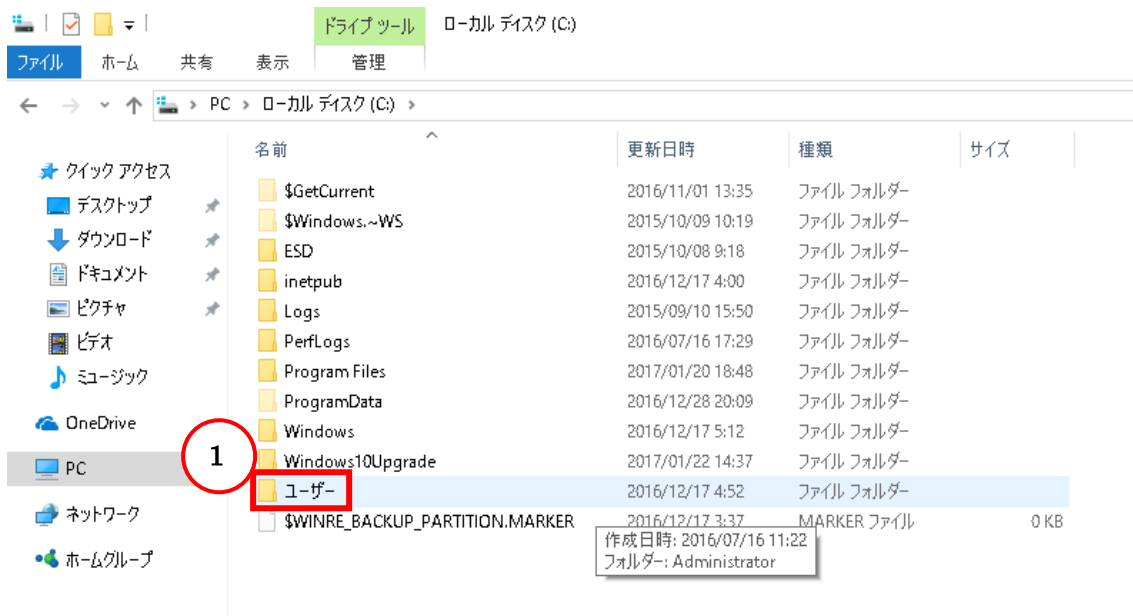 ドライブ ツール ローカル ディスク (C:)
ファイル ホーム 共有 表示 管理
PC ローカル ディスク (C:)
名前 更新日時 種類 サイズ
クイック アクセス
デスクトップ
ダウンロード
ドキュメント
ピクチャ
ビデオ
ミュージック
OneDrive
PC
ネットワーク
ホームグループ
$GetCurrent 2016/11/01 13:35 ファイル フォルダー
$Windows.~WS 2015/10/09 10:19 ファイル フォルダー
ESD 2015/10/08 9:18 ファイル フォルダー
inetpub 2016/12/17 4:00 ファイル フォルダー
Logs 2015/09/10 15:50 ファイル フォルダー
PerfLogs 2016/07/16 17:29 ファイル フォルダー
Program Files 2017/01/20 18:48 ファイル フォルダー
ProgramData 2016/12/28 20:09 ファイル フォルダー
Windows 2016/12/17 5:12 ファイル フォルダー
Windows10Upgrade 2017/01/22 14:37 ファイル フォルダー
1
ユーザー 2016/12/17 4:52 ファイル フォルダー
$WINRE_BACKUP_PARTITION.MARKER 2016/12/17 3:37 MARKER ファイル 0 KB
作成日時: 2016/07/16 11:22
フォルダー: Administrator